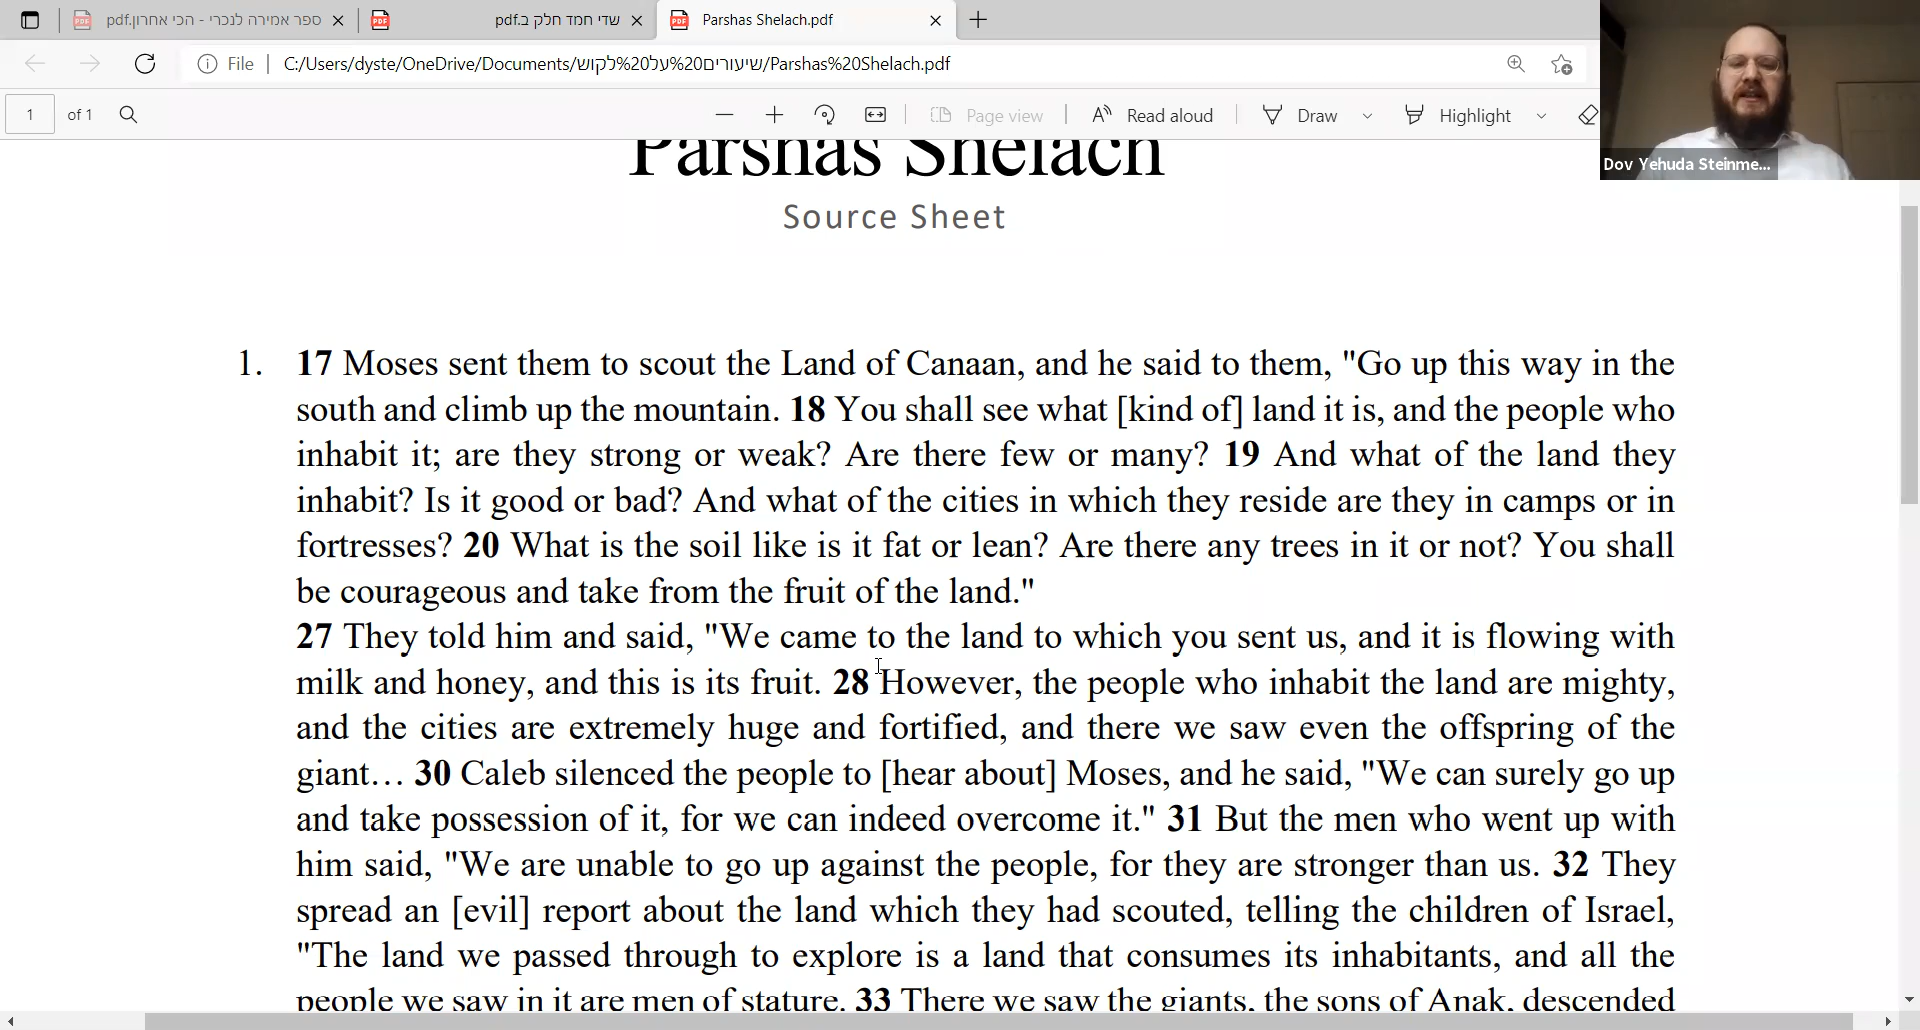 ספר אמירה לנכרי - הכי אחרון.pdf
שדי חמד חלק ב.pdf
Parshas Shelach.pdf
File
C:/Users/dyste/OneDrive/Documents/שיעורים%20על%20לקוש/Parshas%20Shelach.pdf
1 of 1
Page view
Read aloud
Draw
Highlight
Dov Yehuda Steinme...
Parshas Shelach
Source Sheet
1. 17 Moses sent them to scout the Land of Canaan, and he said to them, "Go up this way in the
south and climb up the mountain. 18 You shall see what [kind of] land it is, and the people who
inhabit it; are they strong or weak? Are there few or many? 19 And what of the land they
inhabit? Is it good or bad? And what of the cities in which they reside are they in camps or in
fortresses? 20 What is the soil like is it fat or lean? Are there any trees in it or not? You shall
be courageous and take from the fruit of the land."
27 They told him and said, "We came to the land to which you sent us, and it is flowing with
milk and honey, and this is its fruit. 28 However, the people who inhabit the land are mighty,
and the cities are extremely huge and fortified, and there we saw even the offspring of the
giant… 30 Caleb silenced the people to [hear about] Moses, and he said, "We can surely go up
and take possession of it, for we can indeed overcome it." 31 But the men who went up with
him said, "We are unable to go up against the people, for they are stronger than us. 32 They
spread an [evil] report about the land which they had scouted, telling the children of Israel,
"The land we passed through to explore is a land that consumes its inhabitants, and all the
people we saw in it are men of stature. 33 There we saw the giants, the sons of Anak, descended